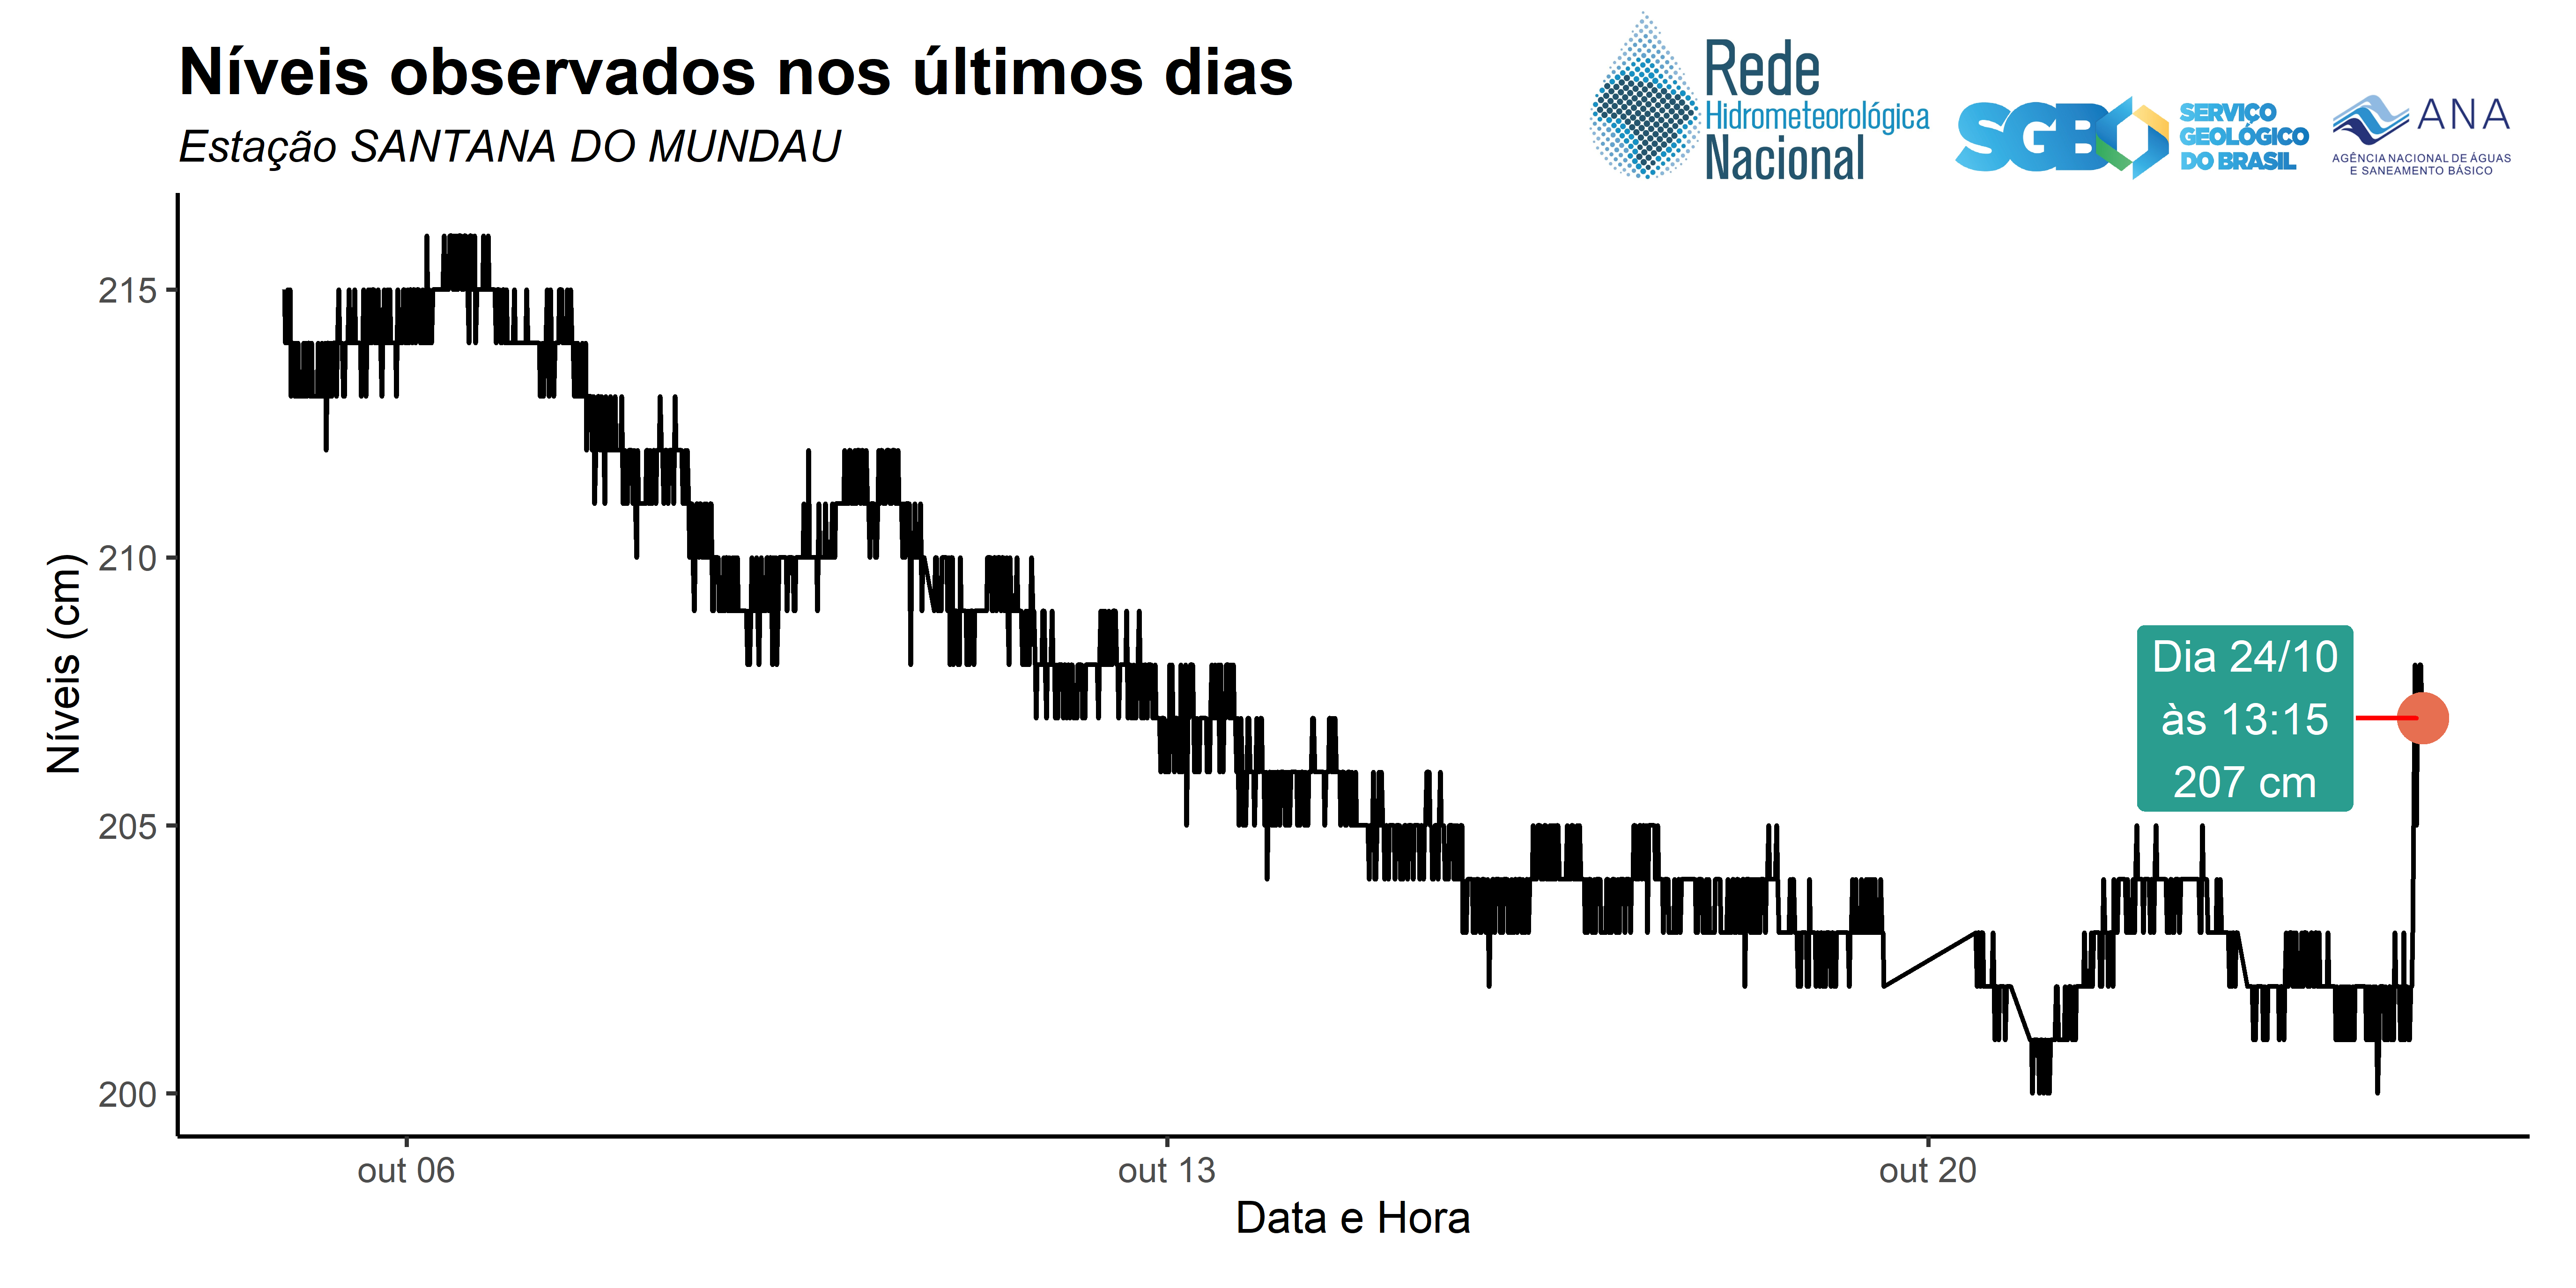 Níveis observados nos últimos dias
Estação SANTANA DO MUNDAU
Rede
Hidrometeorológica
Nacional
SGB
SERVIÇO
GEOLÓGICO
DO BRASIL
ANA
AGÊNCIA NACIONAL DE ÁGUAS
E SANEAMENTO BÁSICO
Níveis (cm)
215
210
205
200
Dia 24/10
às 13:15
207 cm
out 06
out 13
out 20
Data e Hora